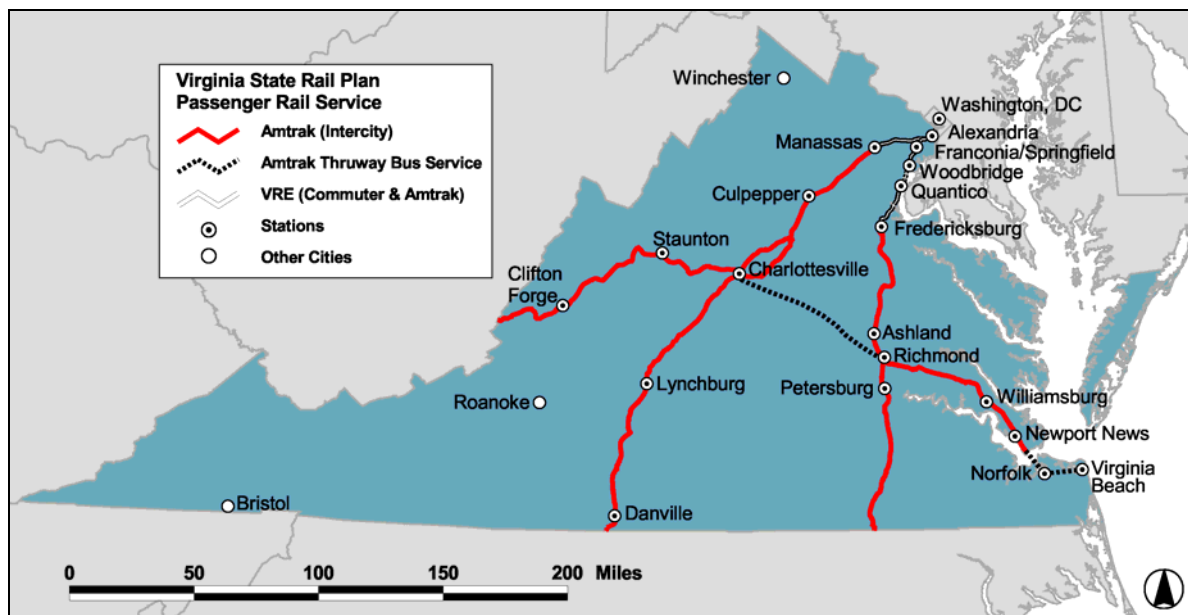 Virginia State Rail Plan
Passenger Rail Service
Amtrak (Intercity)
Amtrak Thruway Bus Service
VRE (Commuter & Amtrak)
Stations
Other Cities
Winchester
Washington, DC
Alexandria
Manassas
Franconia/Springfield
Woodbridge
Quantico
Culpepper
Fredericksburg
Staunton
Charlottesville
Clifton
Forge
Ashland
Richmond
Lynchburg
Petersburg
Roanoke
Williamsburg
Newport News
Norfolk
Virginia
Beach
Bristol
Danville
0 50 100 150 200 Miles